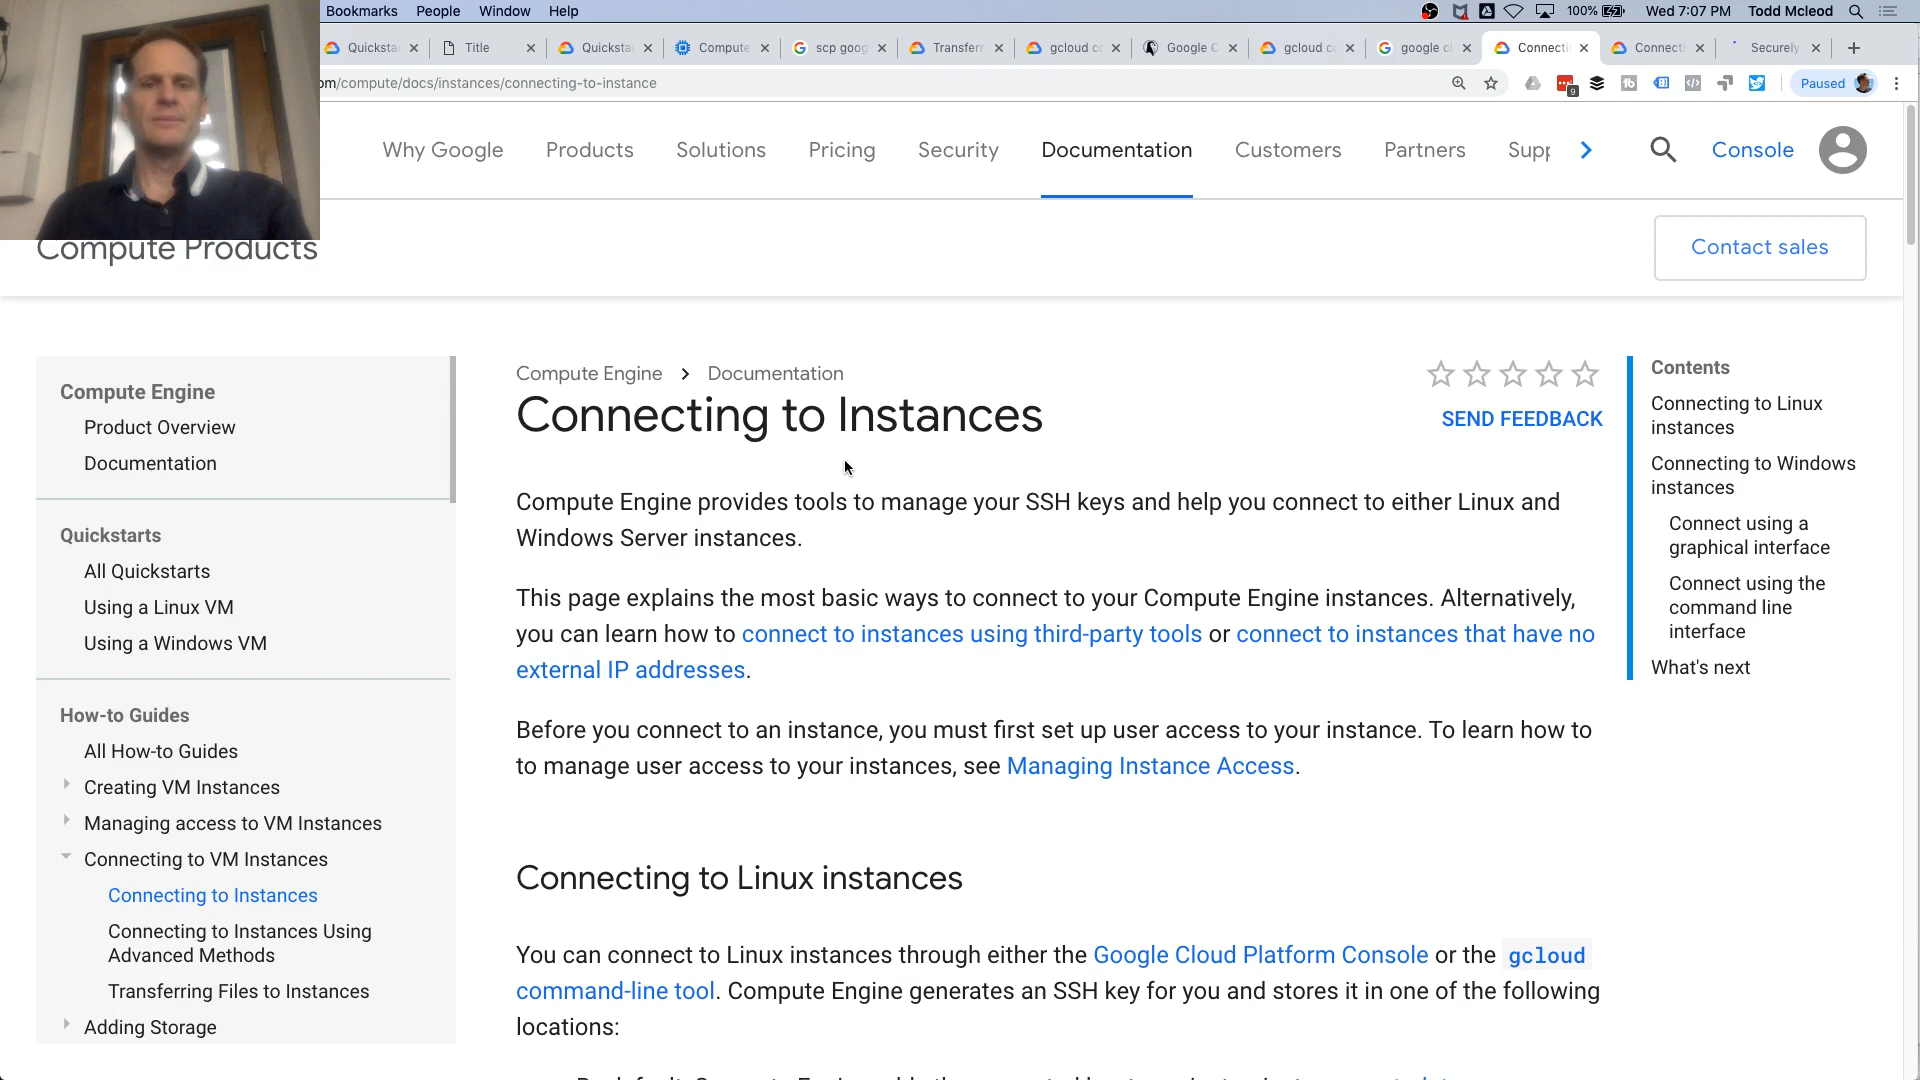 Bookmarks People Window Help 100% Wed 7:07 PM Todd Mcleod
Quicksta Title Quickstar Compute scp goog Transfern gcloud co Google C gcloud co google cl Connecti Connecti Securely
om/compute/docs/instances/connecting-to-instance 9 Paused
Why Google Products Solutions Pricing Security Documentation Customers Partners Supp Console
Compute Products Contact sales
Compute Engine
Product Overview
Documentation
Quickstarts
All Quickstarts
Using a Linux VM
Using a Windows VM
How-to Guides
All How-to Guides
Creating VM Instances
Managing access to VM Instances
Connecting to VM Instances
Connecting to Instances
Connecting to Instances Using
Advanced Methods
Transferring Files to Instances
Adding Storage
Compute Engine Documentation
Connecting to Instances
SEND FEEDBACK
Compute Engine provides tools to manage your SSH keys and help you connect to either Linux and
Windows Server instances.
This page explains the most basic ways to connect to your Compute Engine instances. Alternatively,
you can learn how to connect to instances using third-party tools or connect to instances that have no
external IP addresses.
Before you connect to an instance, you must first set up user access to your instance. To learn how to
to manage user access to your instances, see Managing Instance Access.
Connecting to Linux instances
You can connect to Linux instances through either the Google Cloud Platform Console or the gcloud
command-line tool. Compute Engine generates an SSH key for you and stores it in one of the following
locations:
Contents
Connecting to Linux
instances
Connecting to Windows
instances
Connect using a
graphical interface
Connect using the
command line
interface
What's next